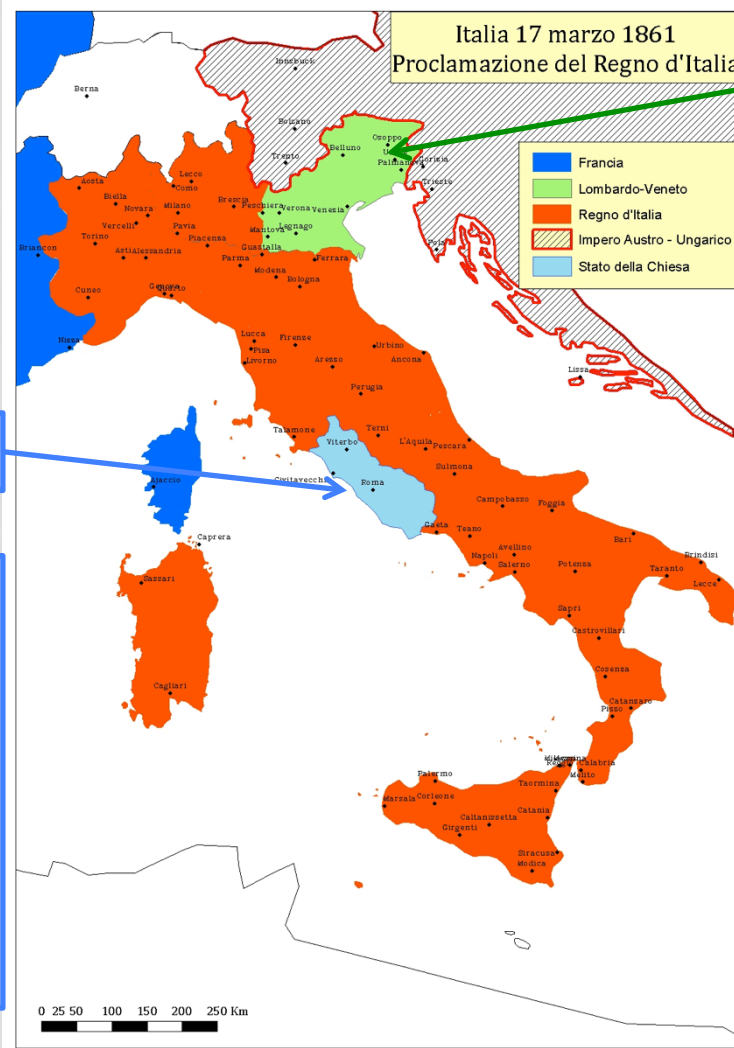 Italia 17 marzo 1861
Proclamazione del Regno d'Italia
Francia
Lombardo-Veneto
Regno d'Italia
Impero Austro - Ungarico
Stato della Chiesa
Innsbuck
Berna
Bolzano
Trento
Belluno
Osoppo
Palmanova
Gorizia
Trieste
Pola
Aosta
Lecco
Como
Biella
Novara
Milano
Brescia
Peschiera
Verona
Venezia
Vercelli
Pavia
Legnago
Mantova
Torino
Piacenza
Briancon
Asti
Alessandria
Guastalla
Parma
Ferrara
Modena
Bologna
Cuneo
Genova
Quarto
Nizza
Lucca
Pisa
Livorno
Firenze
Arezzo
Urbino
Ancona
Lissa
Perugia
Talamone
Terni
Viterbo
L'Aquila
Pescara
Civitavecchi
Roma
Sulmona
Ajaccio
Campobasso
Foggia
Gaeta
Teano
Bari
Caprera
Napoli
Avellino
Salerno
Potenza
Brindisi
Taranto
Lecce
Sassari
Sapri
Castrovillari
Cosenza
Cagliari
Catanzaro
Pizzo
Calabria
Melito
Palermo
Taormina
Marsala
Corleone
Catania
Caltanissetta
Girgenti
Siracusa
Modica
0 25 50 100 150 200 250 Km